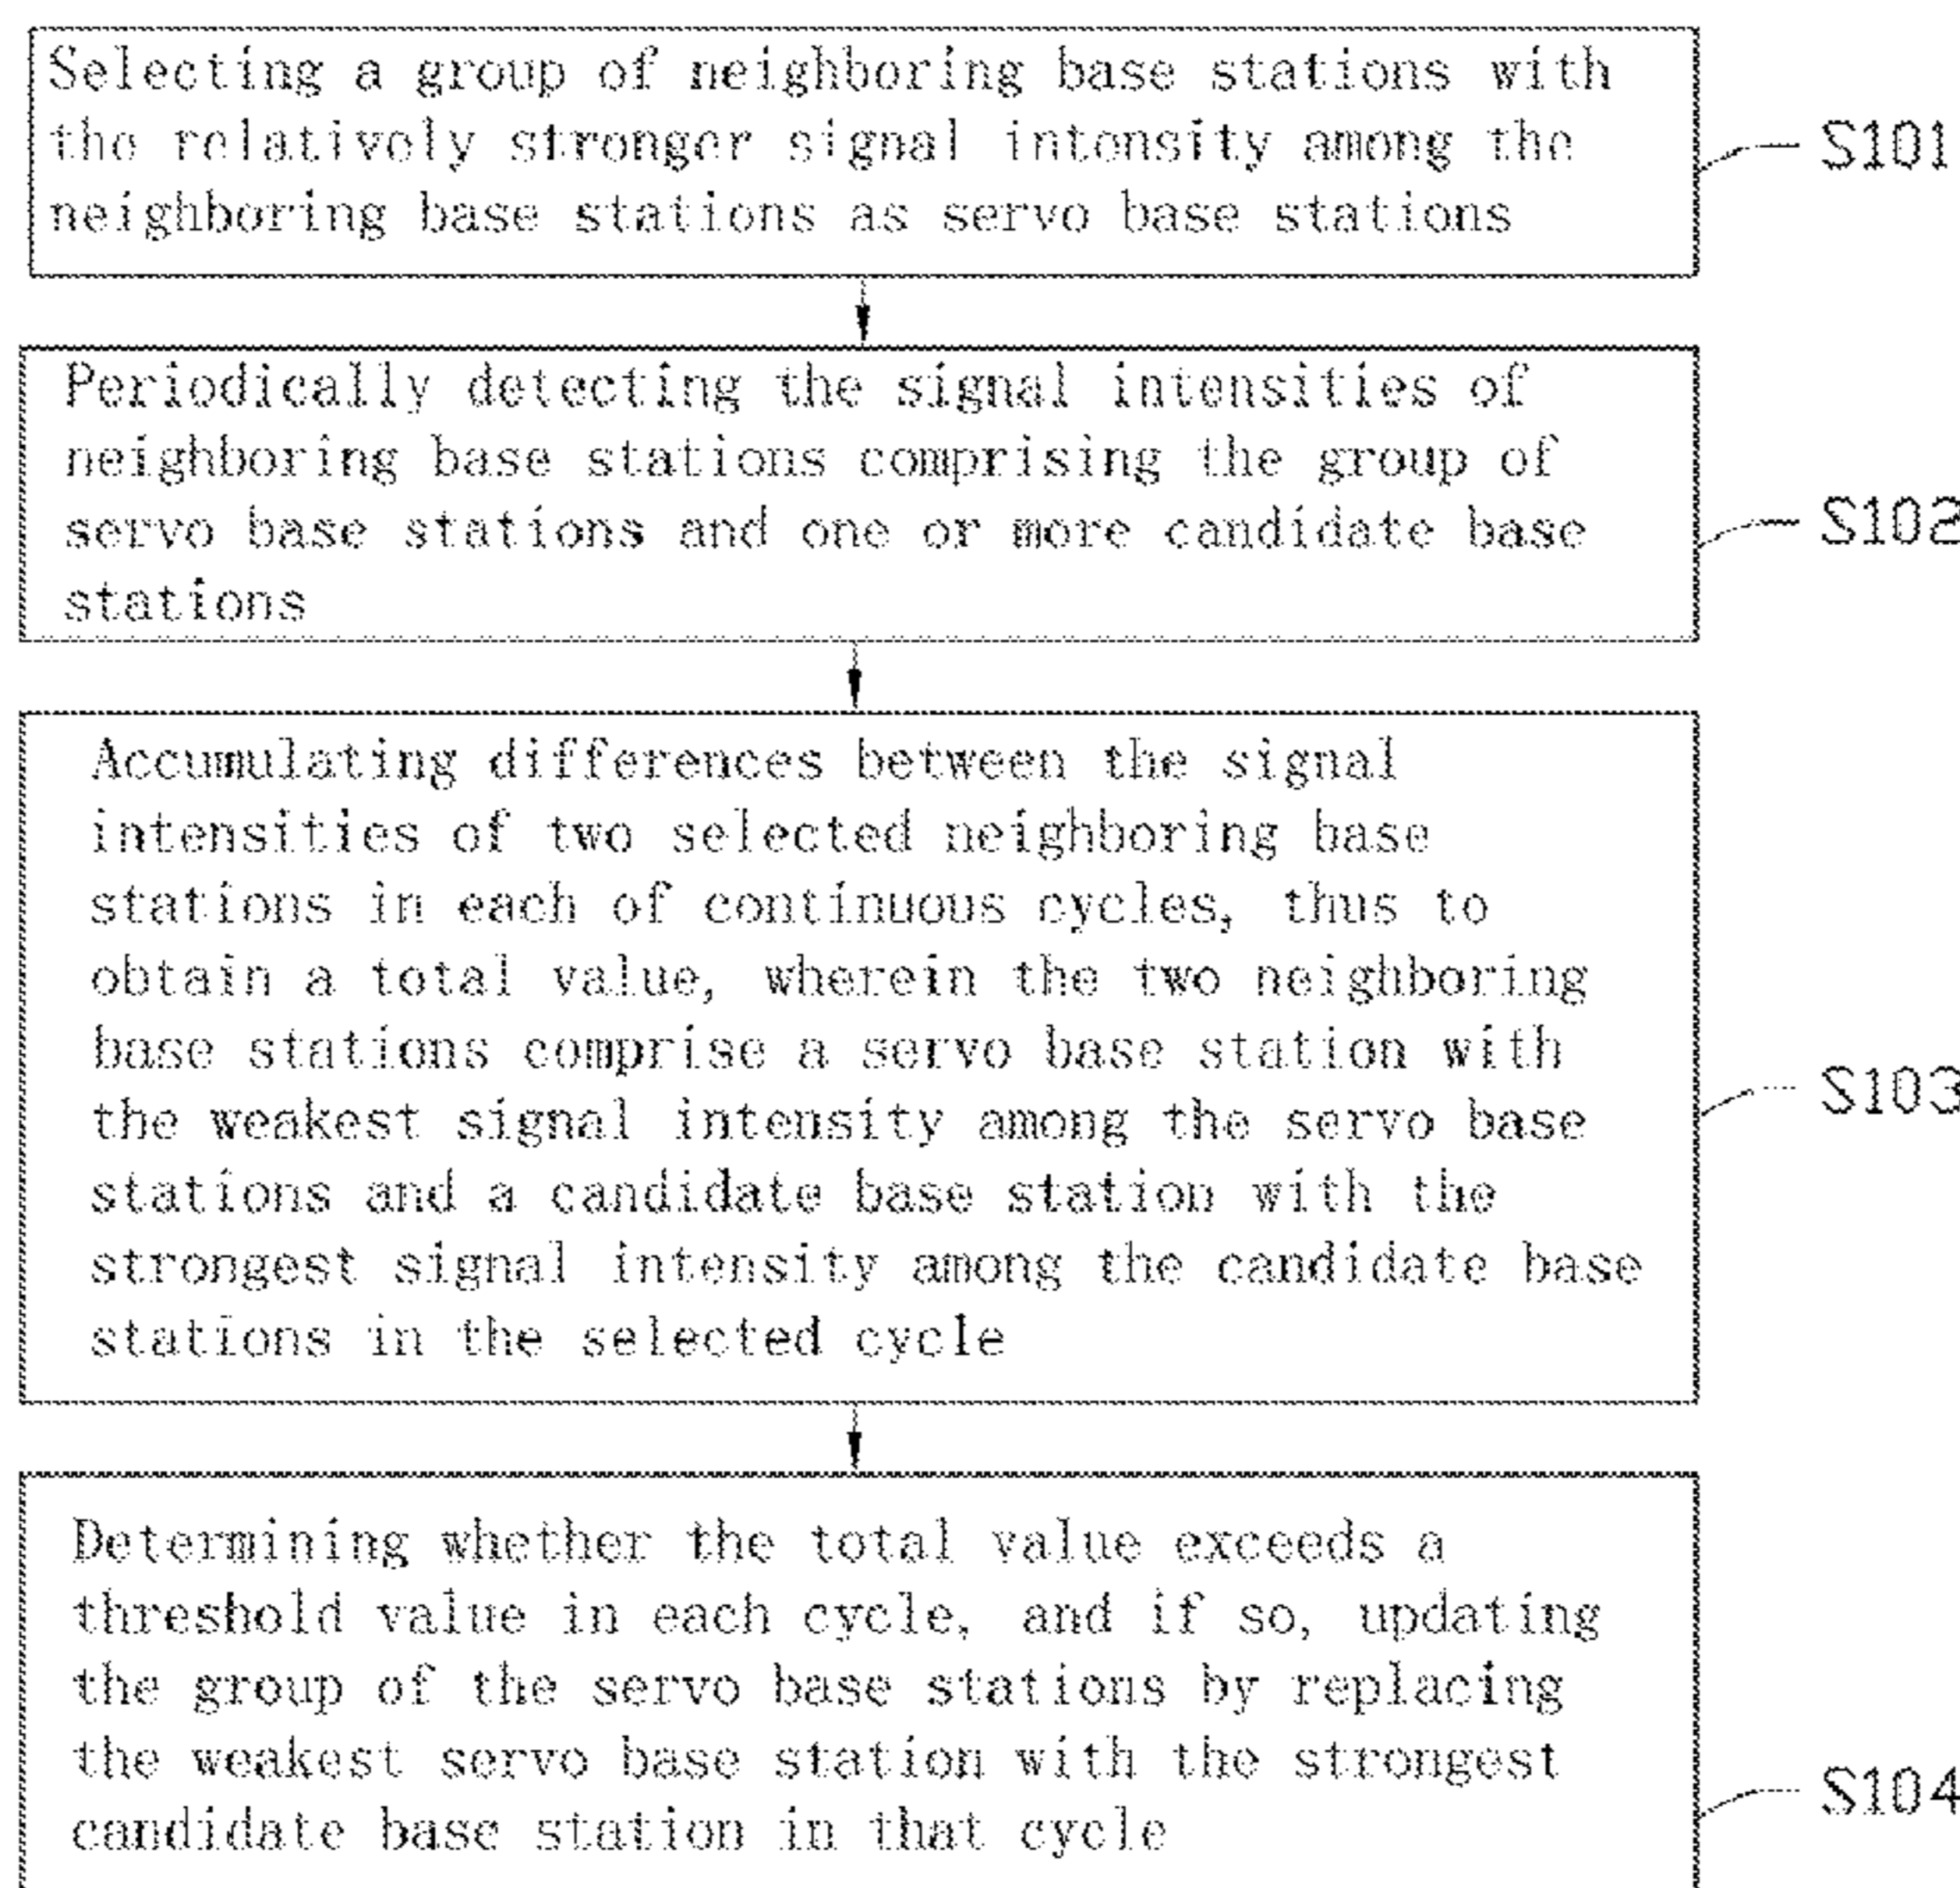 Selecting a group of neighboring base stations with
the relatively stronger signal intensity among the
neighboring base stations as servo base stations
S101
Periodically detecting the signal intensities of
neighboring base stations comprising the group of
servo base stations and one or more candidate base
stations
S102
Accumulating differences between the signal
intensities of two selected neighboring base
stations in each of continuous cycles, thus to
obtain a total value, wherein the two neighboring
base stations comprise a servo base station with
the weakest signal intensity among the servo base
stations and a candidate base station with the
strongest signal intensity among the candidate base
stations in the selected cycle
S103
Determining whether the total value exceeds a
threshold value in each cycle, and if so, updating
the group of the servo base stations by replacing
the weakest servo base station with the strongest
candidate base station in that cycle
S104